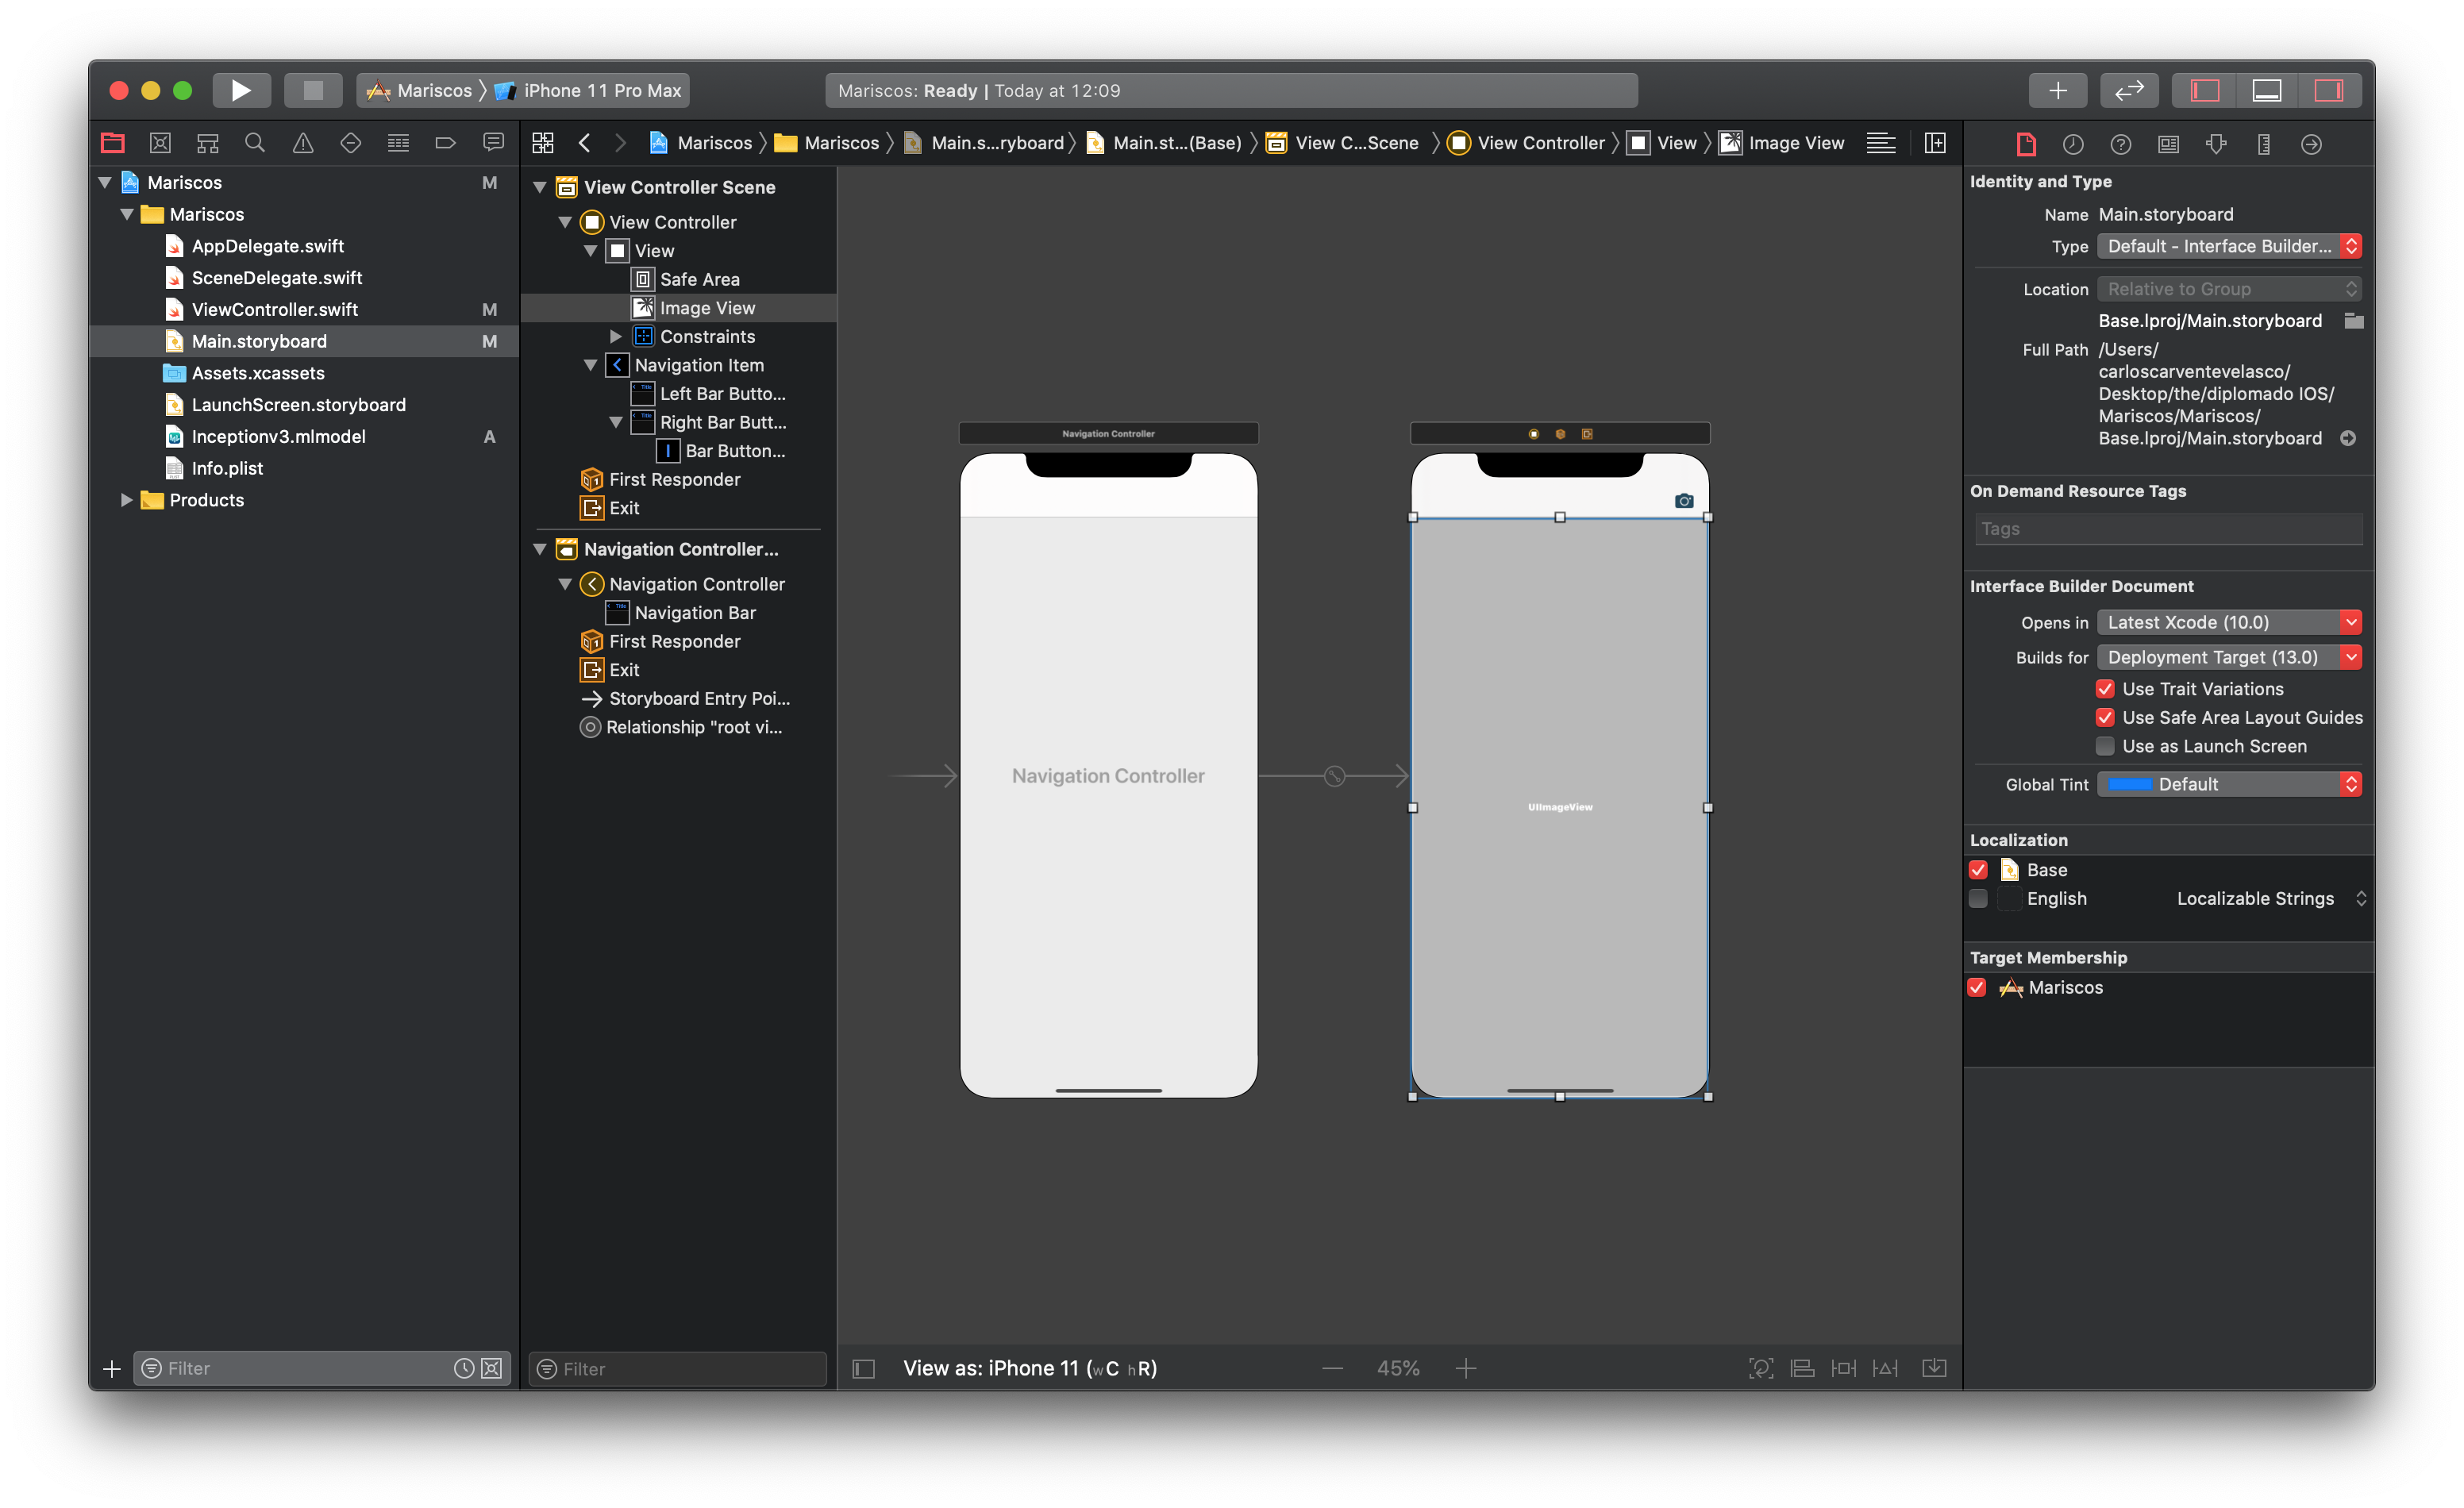 Mariscos
iPhone 11 Pro Max
Mariscos: Ready | Today at 12:09
Mariscos
Mariscos
Main.s...ryboard
Main.st...(Base)
View C...Scene
View Controller
View
Image View
Mariscos M
Mariscos
AppDelegate.swift
SceneDelegate.swift
ViewController.swift M
Main.storyboard M
Assets.xcassets
LaunchScreen.storyboard
Inceptionv3.mlmodel A
Info.plist
Products
Filter
View Controller Scene
View Controller
View
Safe Area
Image View
Constraints
Navigation Item
Left Bar Butto...
Right Bar Butt...
Bar Button...
First Responder
Exit
Navigation Controller...
Navigation Controller
Navigation Bar
First Responder
Exit
Storyboard Entry Poi...
Relationship "root vi...
Filter
Navigation Controller
Navigation Controller
UIImageView
View as: iPhone 11 (wC hR)
45%
Identity and Type
Name Main.storyboard
Type Default - Interface Builder...
Location Relative to Group
Base.lproj/Main.storyboard
Full Path /Users/
carloscarventevelasco/
Desktop/the/diplomado IOS/
Mariscos/Mariscos/
Base.lproj/Main.storyboard
On Demand Resource Tags
Tags
Interface Builder Document
Opens in Latest Xcode (10.0)
Builds for Deployment Target (13.0)
Use Trait Variations
Use Safe Area Layout Guides
Use as Launch Screen
Global Tint Default
Localization
Base
English Localizable Strings
Target Membership
Mariscos